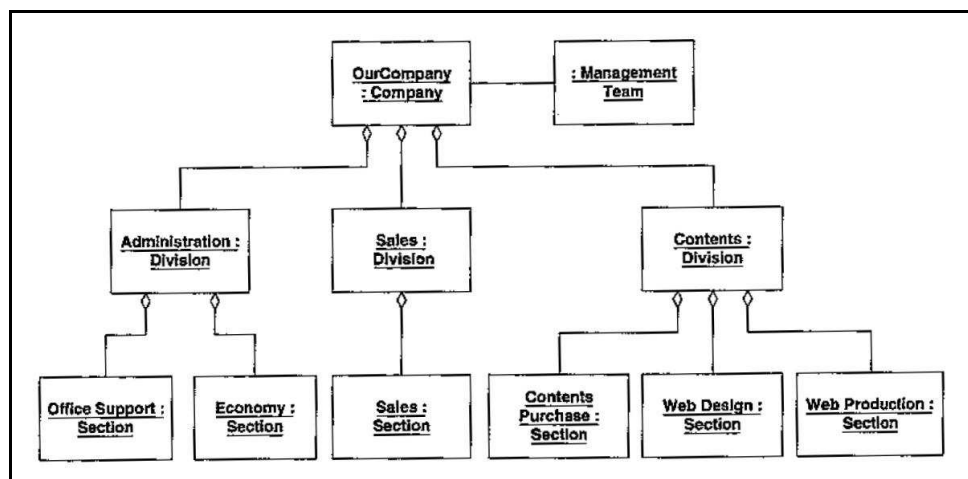 OurCompany
: Company
: Management
Team
Administration :
Division
Sales :
Division
Contents :
Division
Office Support :
Section
Economy :
Section
Sales :
Section
Contents
Purchase :
Section
Web Design :
Section
Web Production :
Section